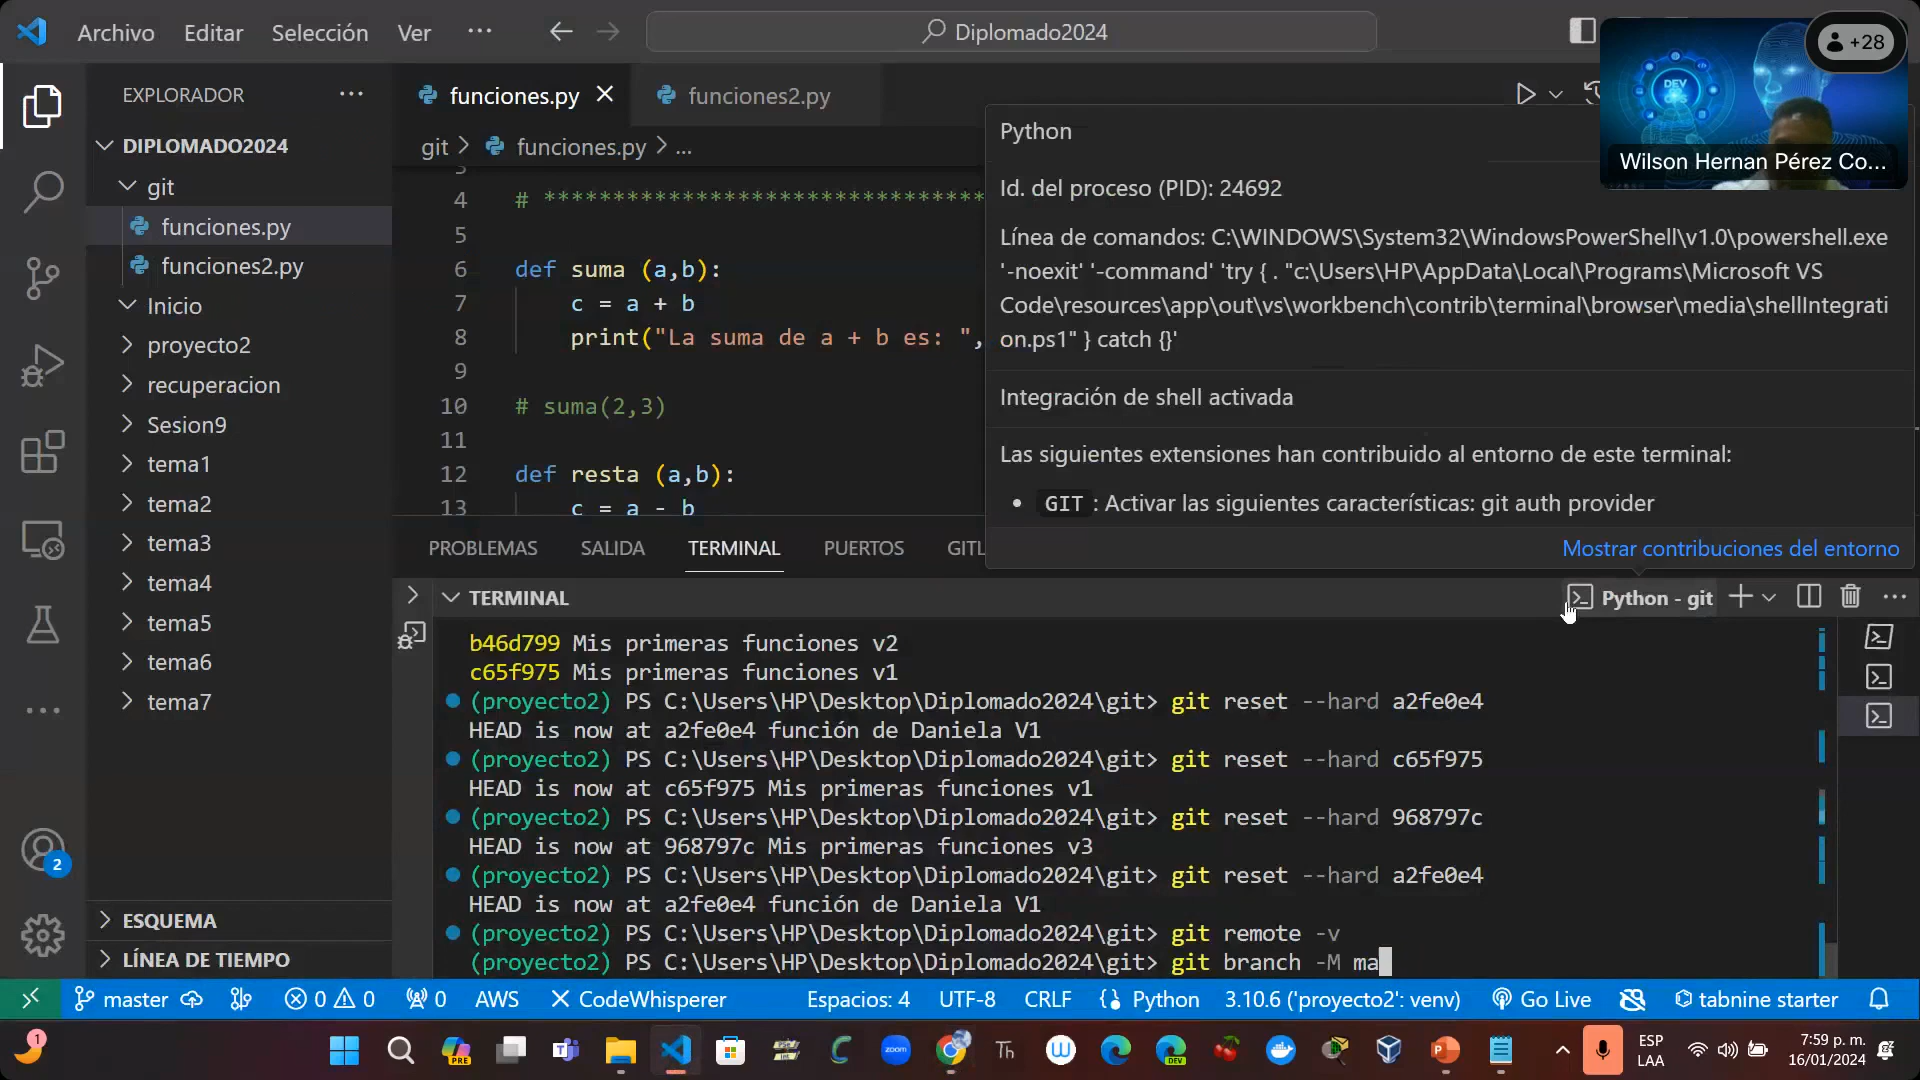 Archivo Editar Selección Ver ··· Diplomado2024
+28
DEV OPS
Wilson Hernan Pérez Co...
EXPLORADOR
DIPLOMADO2024
git
funciones.py
funciones2.py
Inicio
proyecto2
recuperacion
Sesion9
tema1
tema2
tema3
tema4
tema5
tema6
tema7
ESQUEMA
LÍNEA DE TIEMPO
2
funciones.py funciones2.py
git > funciones.py > ...
3
4 # ********************************
5
6 def suma (a,b):
7 c = a + b
8 print("La suma de a + b es: ",
9
10 # suma(2,3)
11
12 def resta (a,b):
13 c = a - b
Python
Id. del proceso (PID): 24692
Línea de comandos: C:\WINDOWS\System32\WindowsPowerShell\v1.0\powershell.exe
'-noexit' '-command' 'try { . "c:\Users\HP\AppData\Local\Programs\Microsoft VS
Code\resources\app\out\vs\workbench\contrib\terminal\browser\media\shellIntegrati
on.ps1" } catch {}'
Integración de shell activada
Las siguientes extensiones han contribuido al entorno de este terminal:
• GIT : Activar las siguientes características: git auth provider
Mostrar contribuciones del entorno
PROBLEMAS SALIDA TERMINAL PUERTOS GITL
TERMINAL
Python - git
b46d799 Mis primeras funciones v2
c65f975 Mis primeras funciones v1
(proyecto2) PS C:\Users\HP\Desktop\Diplomado2024\git> git reset --hard a2fe0e4
HEAD is now at a2fe0e4 función de Daniela V1
(proyecto2) PS C:\Users\HP\Desktop\Diplomado2024\git> git reset --hard c65f975
HEAD is now at c65f975 Mis primeras funciones v1
(proyecto2) PS C:\Users\HP\Desktop\Diplomado2024\git> git reset --hard 968797c
HEAD is now at 968797c Mis primeras funciones v3
(proyecto2) PS C:\Users\HP\Desktop\Diplomado2024\git> git reset --hard a2fe0e4
HEAD is now at a2fe0e4 función de Daniela V1
(proyecto2) PS C:\Users\HP\Desktop\Diplomado2024\git> git remote -v
(proyecto2) PS C:\Users\HP\Desktop\Diplomado2024\git> git branch -M ma
master 0 0 0 AWS CodeWhisperer Espacios: 4 UTF-8 CRLF Python 3.10.6 ('proyecto2': venv) Go Live tabnine starter
1
PRE
zoom
Th
DEV
ESP
LAA
7:59 p. m.
16/01/2024